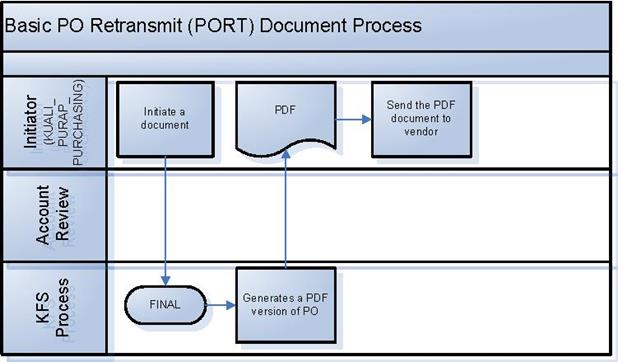 Basic PO Retransmit (PORT) Document Process
Initiator
(KUALI_
PURAP_
PURCHASING)
Initiate a
document
PDF
Send the PDF
document to
vendor
Account
Review
KFS
Process
FINAL
Generates a PDF
version of PO